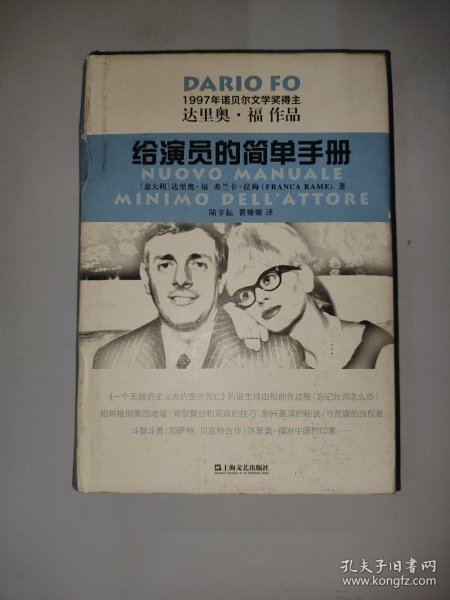 DARIO FO
1997年诺贝尔文学奖得主
达里奥·福 作品
给演员的简单手册
NUOVO MANUALE
[意大利] 达里奥·福 弗兰卡·拉梅 (FRANCA RAME) 著
MINIMO DELL'ATTORE
陆辛耘 瞿姗姗 译
《一个无政府主义者的意外死亡》的诞生缘由和创作过程|忘记台词怎么办|
如何推倒第四堵墙|驾驭舞台和观众的技巧|即兴表演的秘诀|与荒唐的当权者
斗智斗勇|同萨特、贝克特合作|达里奥·福对中国的印象……
上海文艺出版社
孔夫子旧书网
www.kongfz.com